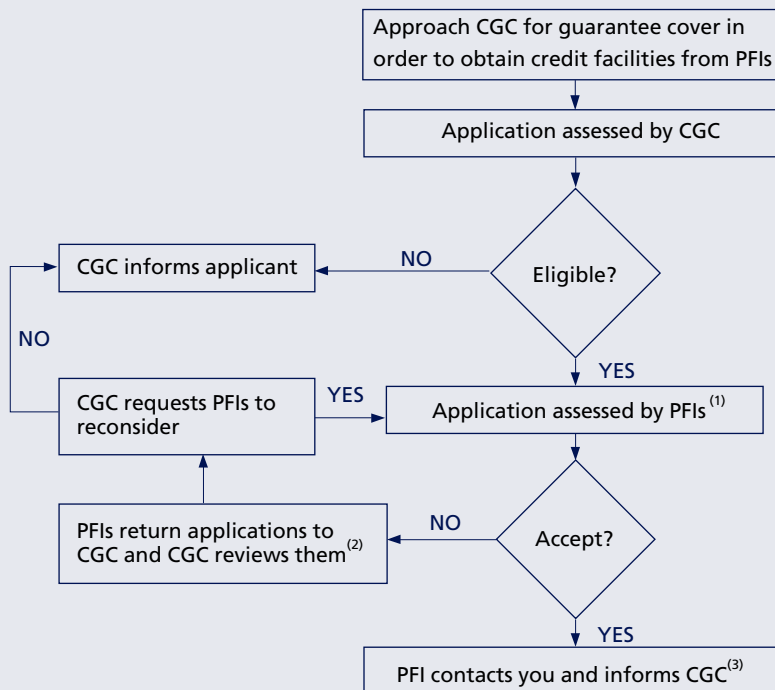 Approach CGC for guarantee cover in
order to obtain credit facilities from PFIs
Application assessed by CGC
Eligible?
NO
CGC informs applicant
NO
YES
CGC requests PFIs to
reconsider
YES
Application assessed by PFIs(1)
PFIs return applications to
CGC and CGC reviews them(2)
NO
Accept?
YES
PFI contacts you and informs CGC(3)